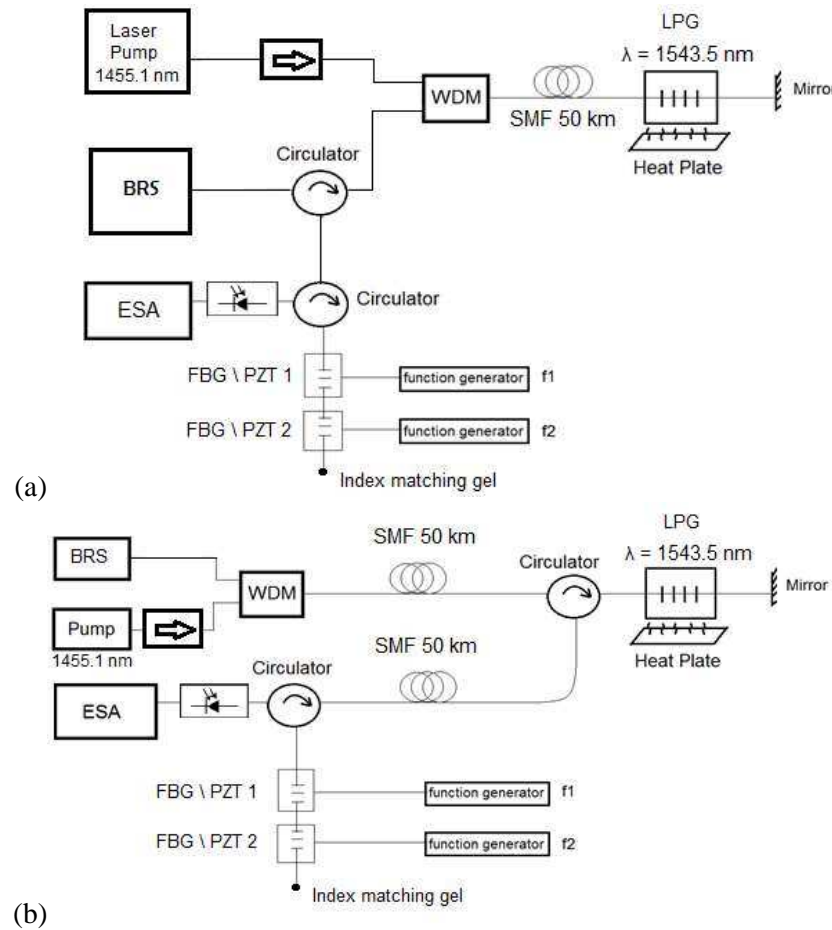 Laser
Pump
1455.1 nm
LPG
λ = 1543.5 nm
WDM
SMF 50 km
Mirror
Heat Plate
Circulator
BRS
ESA
Circulator
FBG \ PZT 1
function generator
f1
FBG \ PZT 2
function generator
f2
Index matching gel
(a)
LPG
λ = 1543.5 nm
SMF 50 km
Circulator
BRS
WDM
Mirror
Pump
1455.1 nm
Heat Plate
SMF 50 km
Circulator
ESA
FBG \ PZT 1
function generator
f1
FBG \ PZT 2
function generator
f2
Index matching gel
(b)